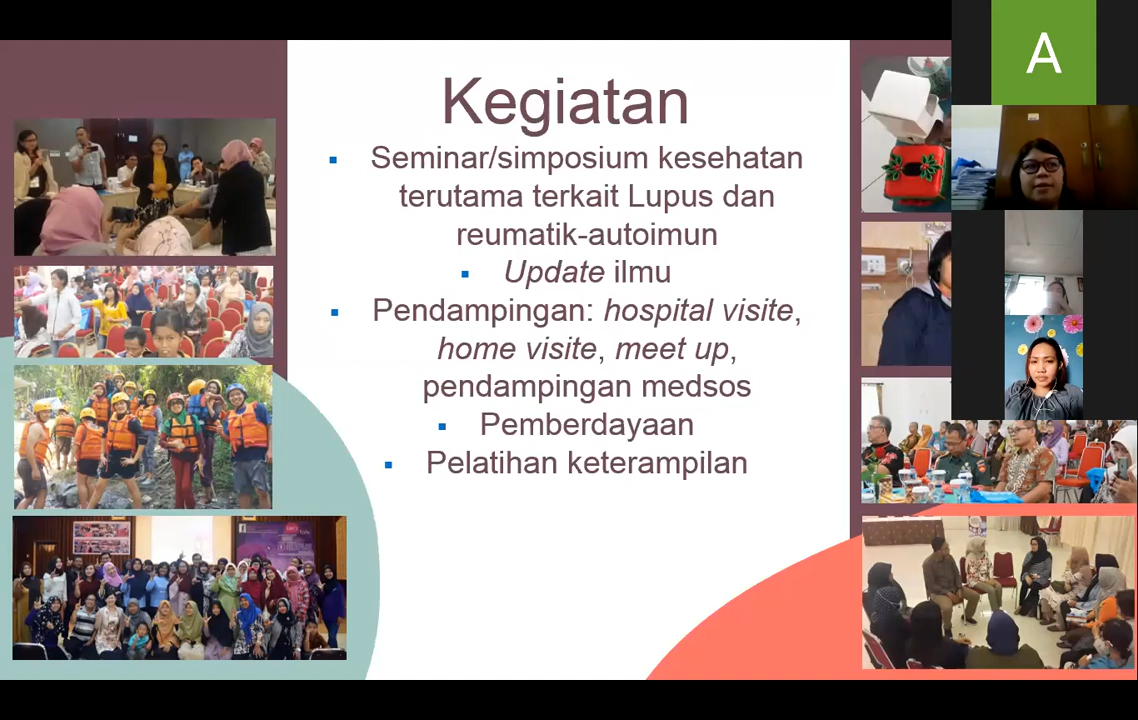 Kegiatan
▪ Seminar/simposium kesehatan
terutama terkait Lupus dan
reumatik-autoimun
▪ Update ilmu
▪ Pendampingan: hospital visite,
home visite, meet up,
pendampingan medsos
▪ Pemberdayaan
▪ Pelatihan keterampilan
A